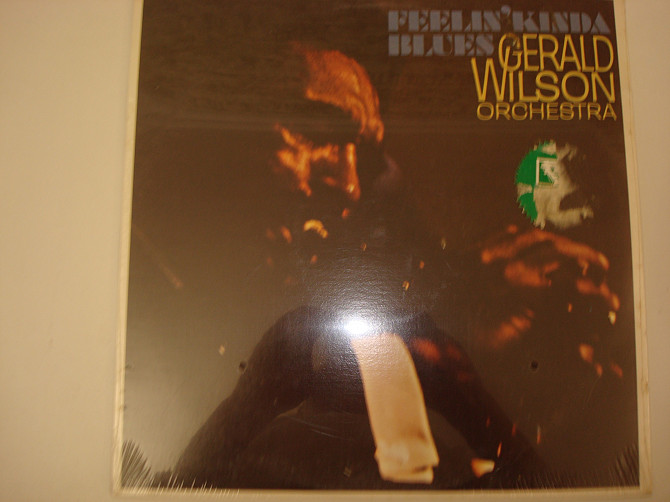 FEELIN' KINDA
BLUES
GERALD
WILSON
ORCHESTRA